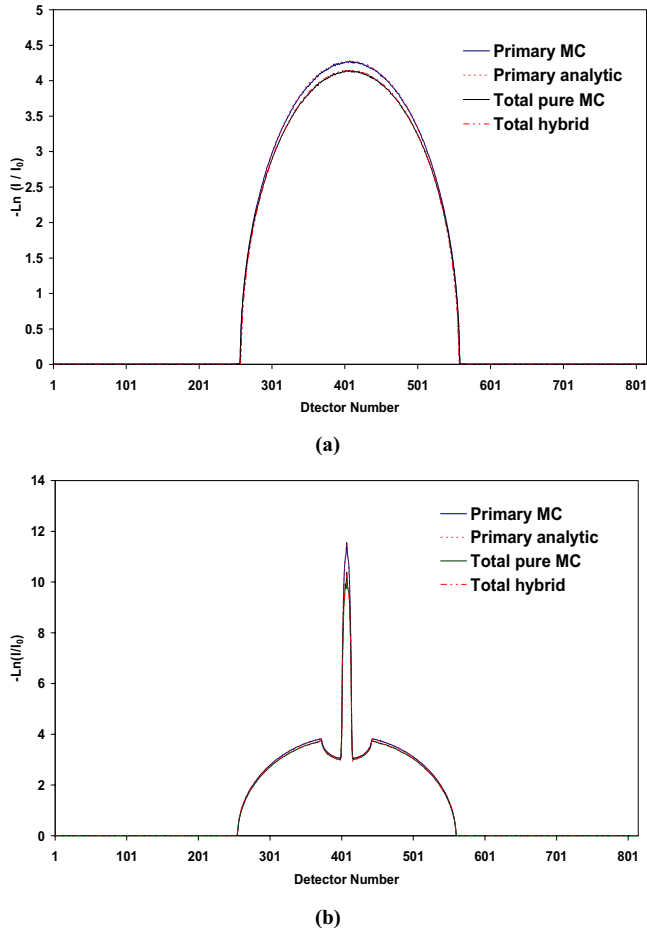 5
4.5
4
3.5
3
2.5
2
1.5
1
0.5
0
-Ln (I / I0)
Primary MC
Primary analytic
Total pure MC
Total hybrid
1 101 201 301 401 501 601 701 801
Dtector Number
(a)
14
12
10
8
6
4
2
0
-Ln(I/I0)
Primary MC
Primary analytic
Total pure MC
Total hybrid
1 101 201 301 401 501 601 701 801
Detector Number
(b)